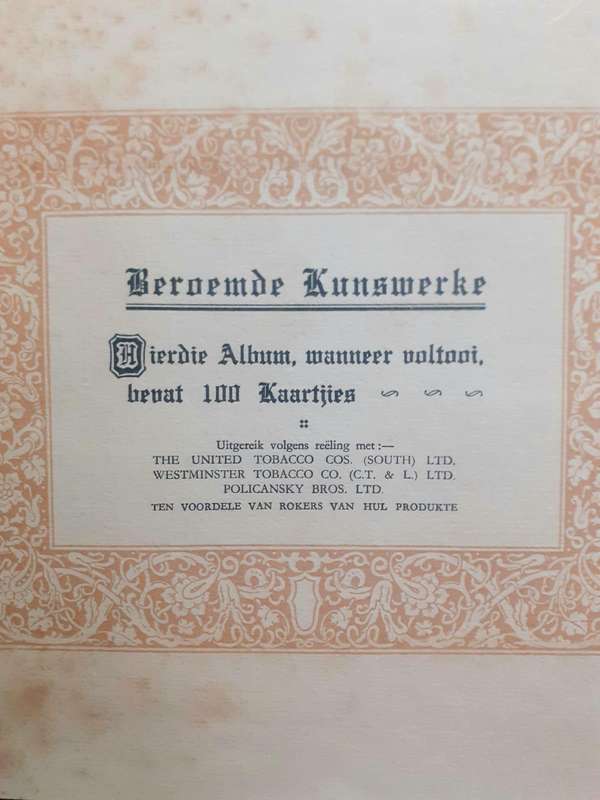 Beroemde Kunswerke
Hierdie Album, wanneer voltooi,
bevat 100 Kaartjies
Uitgereik volgens reëling met :—
THE UNITED TOBACCO COS. (SOUTH) LTD.
WESTMINSTER TOBACCO CO. (C.T. & L.) LTD.
POLICANSKY BROS. LTD.
TEN VOORDELE VAN ROKERS VAN HUL PRODUKTE